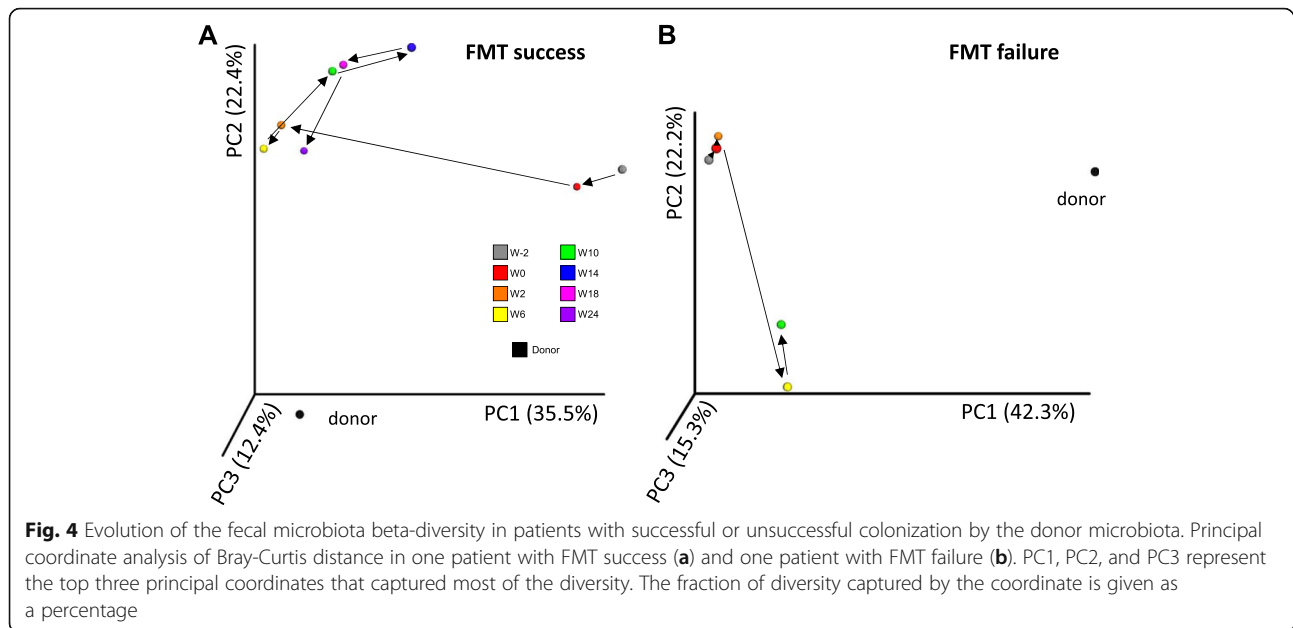 A
FMT success
PC2 (22.4%)
W-2
W0
W2
W6
W10
W14
W18
W24
Donor
donor
PC1 (35.5%)
PC3 (12.4%)
B
FMT failure
PC2 (22.2%)
donor
PC1 (42.3%)
PC3 (15.3%)
Fig. 4 Evolution of the fecal microbiota beta-diversity in patients with successful or unsuccessful colonization by the donor microbiota. Principal
coordinate analysis of Bray-Curtis distance in one patient with FMT success (a) and one patient with FMT failure (b). PC1, PC2, and PC3 represent
the top three principal coordinates that captured most of the diversity. The fraction of diversity captured by the coordinate is given as
a percentage